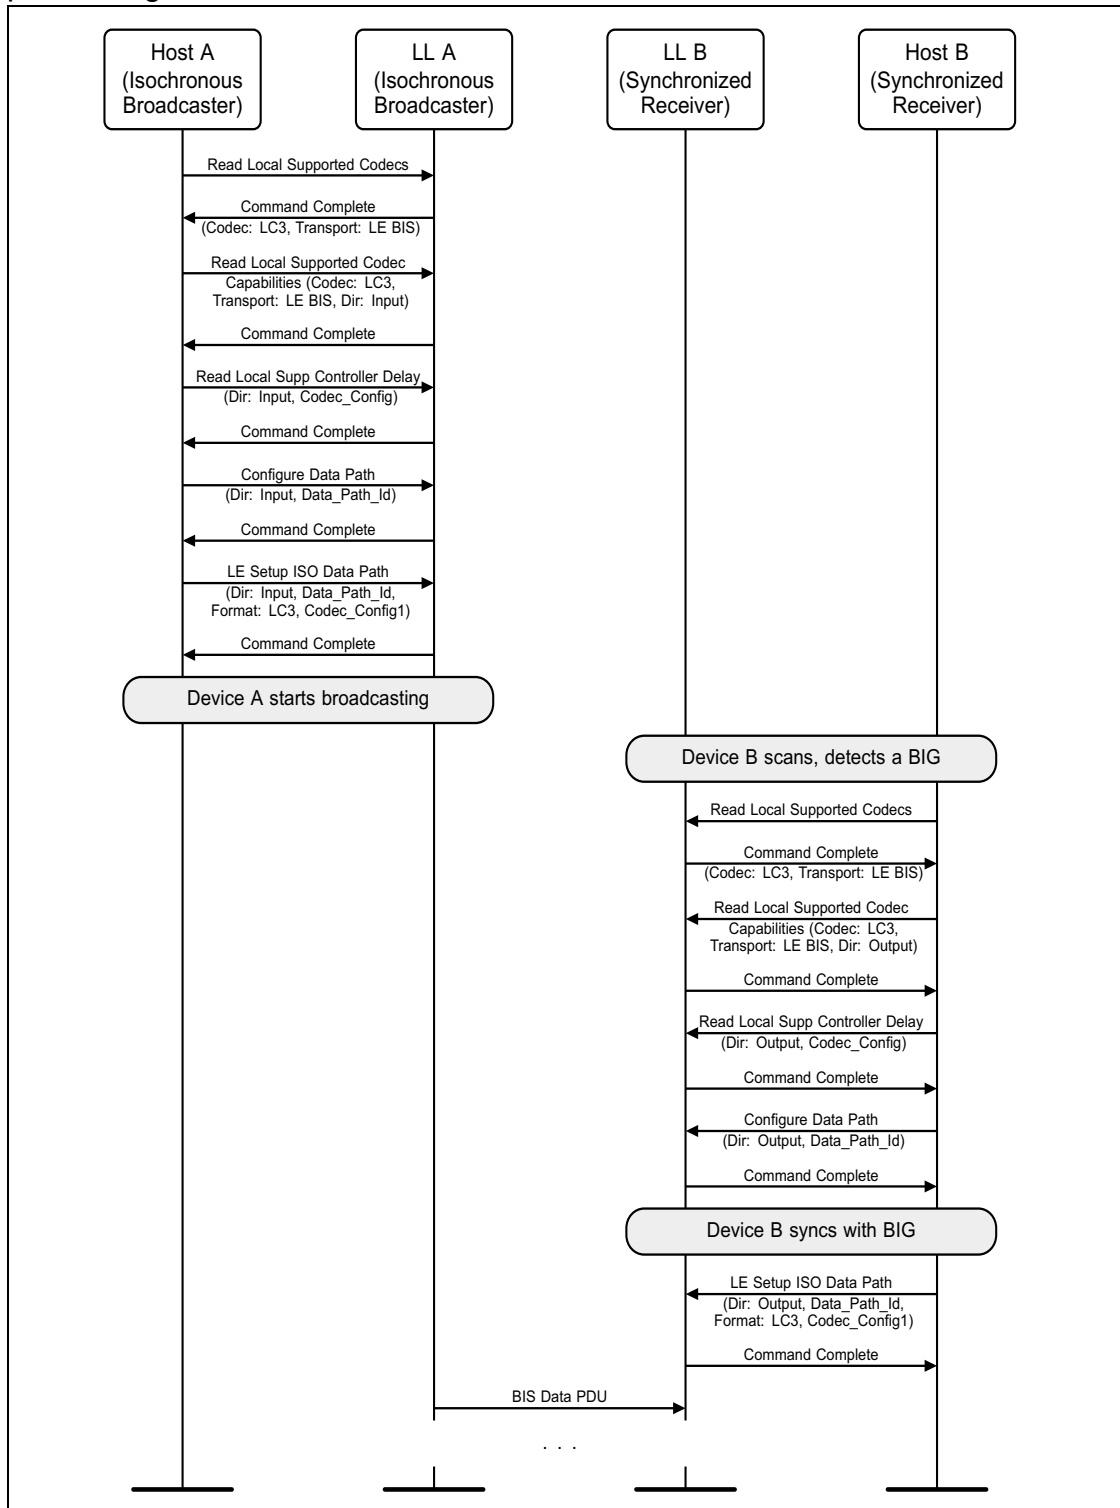 Host A
(Isochronous
Broadcaster)
LL A
(Isochronous
Broadcaster)
LL B
(Synchronized
Receiver)
Host B
(Synchronized
Receiver)
Read Local Supported Codecs
Command Complete
(Codec: LC3, Transport: LE BIS)
Read Local Supported Codec
Capabilities (Codec: LC3,
Transport: LE BIS, Dir: Input)
Command Complete
Read Local Supp Controller Delay
(Dir: Input, Codec_Config)
Command Complete
Configure Data Path
(Dir: Input, Data_Path_Id)
Command Complete
LE Setup ISO Data Path
(Dir: Input, Data_Path_Id,
Format: LC3, Codec_Config1)
Command Complete
Device A starts broadcasting
Device B scans, detects a BIG
Read Local Supported Codecs
Command Complete
(Codec: LC3, Transport: LE BIS)
Read Local Supported Codec
Capabilities (Codec: LC3,
Transport: LE BIS, Dir: Output)
Command Complete
Read Local Supp Controller Delay
(Dir: Output, Codec_Config)
Command Complete
Configure Data Path
(Dir: Output, Data_Path_Id)
Command Complete
Device B syncs with BIG
LE Setup ISO Data Path
(Dir: Output, Data_Path_Id,
Format: LC3, Codec_Config1)
Command Complete
BIS Data PDU
. . .